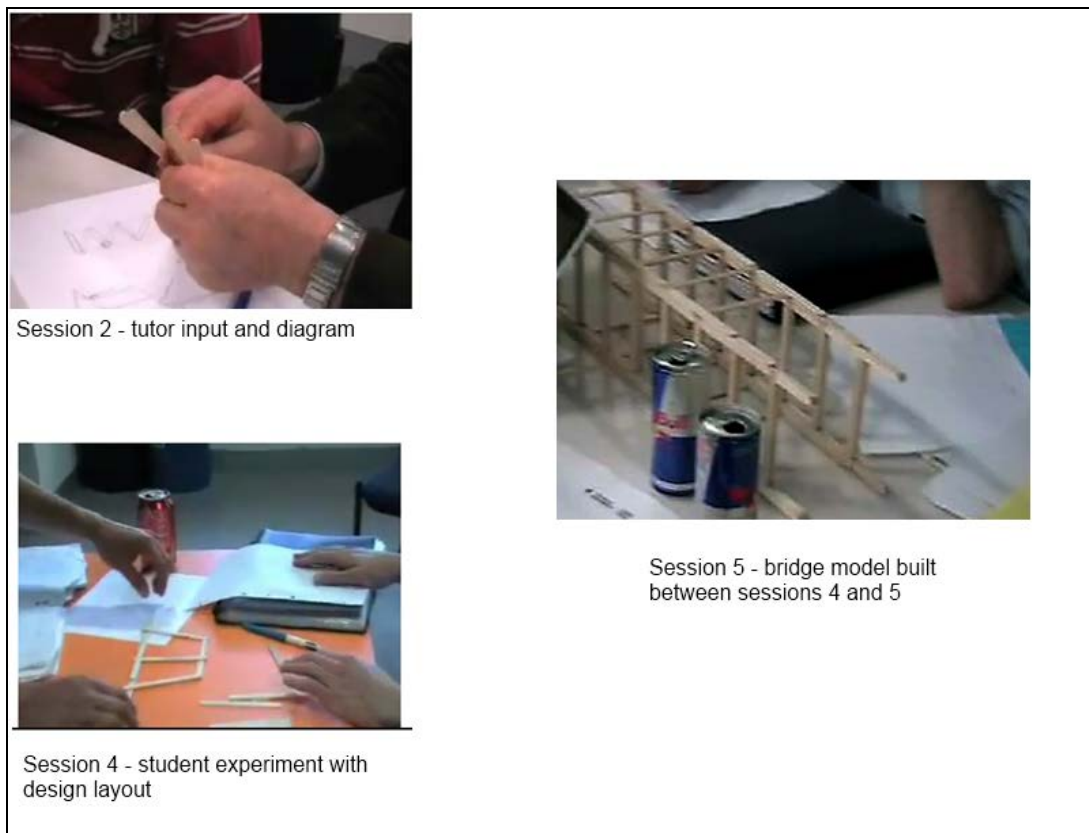 Session 2 - tutor input and diagram
Session 4 - student experiment with
design layout
Session 5 - bridge model built
between sessions 4 and 5